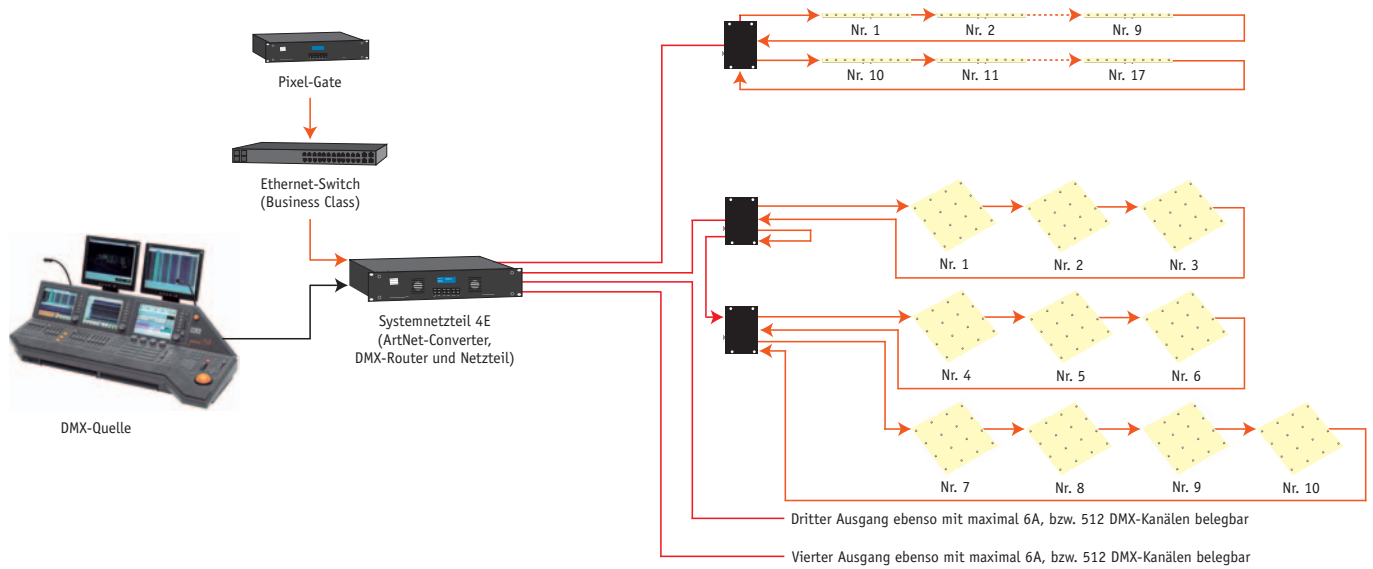 Pixel-Gate
Ethernet-Switch
(Business Class)
Systemnetzteil 4E
(ArtNet-Converter,
DMX-Router und Netzteil)
DMX-Quelle
Nr. 1
Nr. 2
Nr. 9
Nr. 10
Nr. 11
Nr. 17
Nr. 1
Nr. 2
Nr. 3
Nr. 4
Nr. 5
Nr. 6
Nr. 7
Nr. 8
Nr. 9
Nr. 10
Dritter Ausgang ebenso mit maximal 6A, bzw. 512 DMX-Kanälen belegbar
Vierter Ausgang ebenso mit maximal 6A, bzw. 512 DMX-Kanälen belegbar